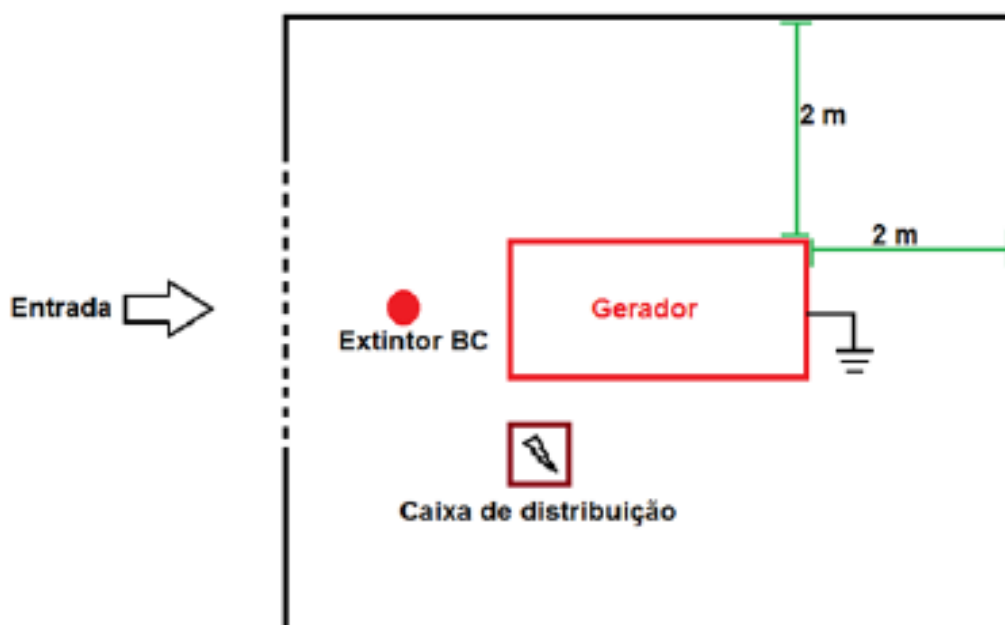 2 m
2 m
Entrada
Gerador
Extintor BC
Caixa de distribuição